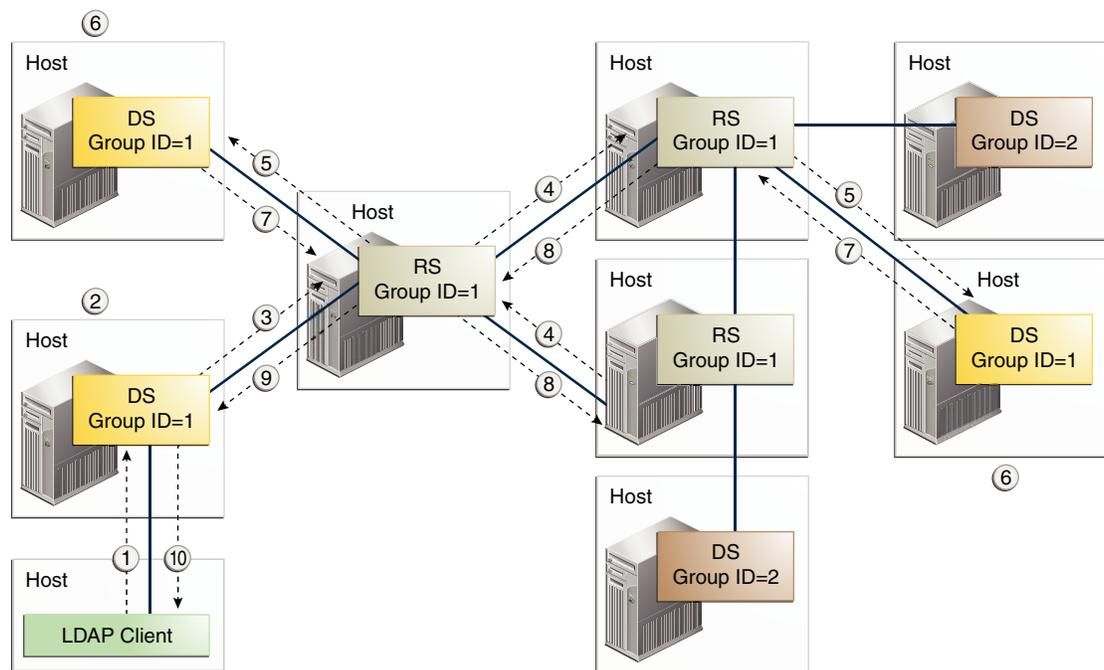 6
Host
DS
Group ID=1
5
7
2
Host
DS
Group ID=1
3
9
1
10
Host
LDAP Client
Host
RS
Group ID=1
4
8
4
8
Host
RS
Group ID=1
Host
RS
Group ID=1
Host
DS
Group ID=2
Host
DS
Group ID=2
5
7
Host
DS
Group ID=1
6